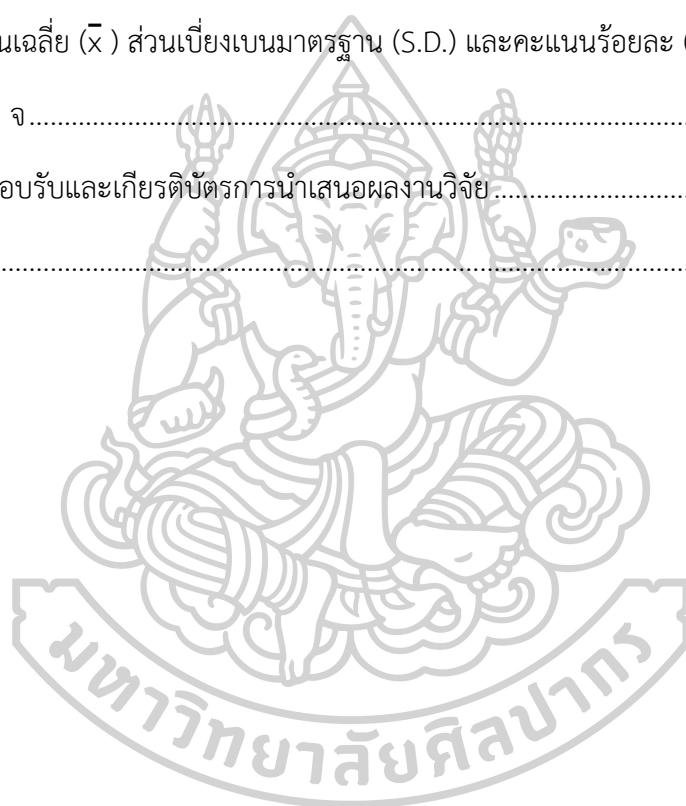 นเฉลี่ย (x̄ ) ส่วนเบี่ยงเบนมาตรฐาน (S.D.) และคะแนนร้อยละ (
จ..............................................................................................................
อบรับและเกียรติบัตรการนำเสนอผลงานวิจัย................................
..................................................................................................................
มหาวิทยาลัยศิลปากร